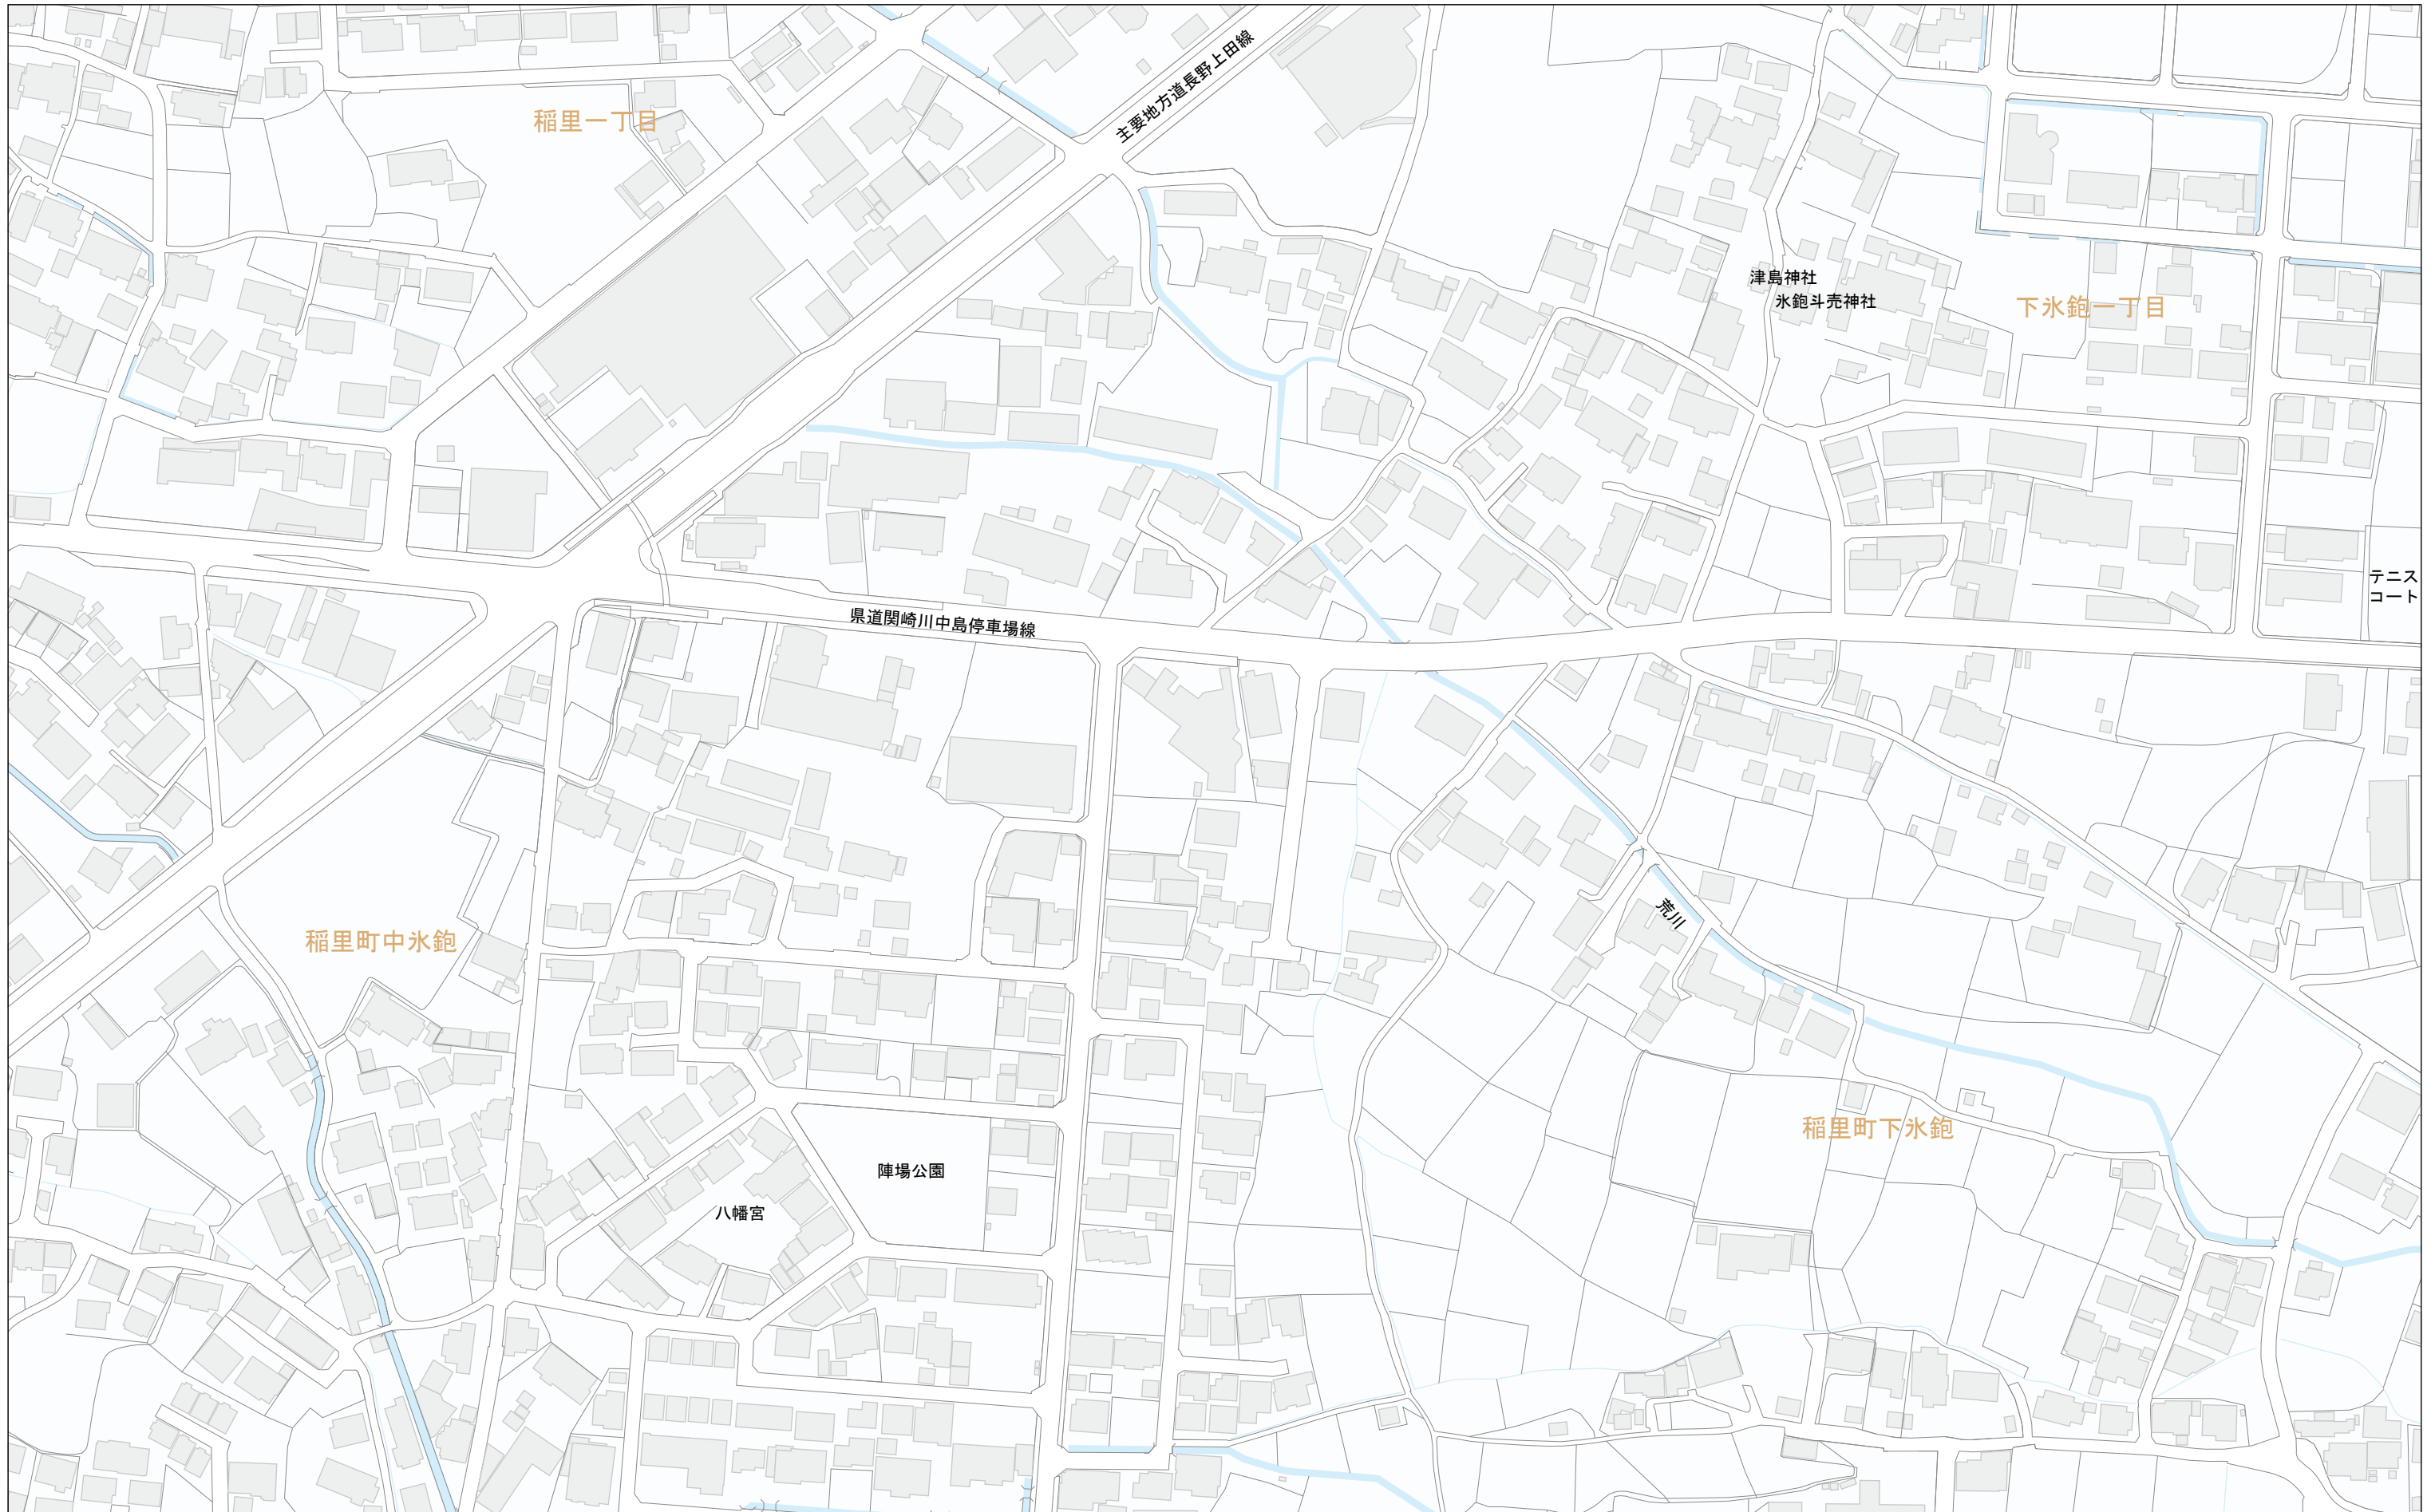 主要地方道長野上田線
稲里一丁目
津島神社
氷鉋斗売神社
下氷鉋一丁目
テニス
コート
県道関崎川中島停車場線
荒川
稲里町中氷鉋
稲里町下氷鉋
陣場公園
八幡宮